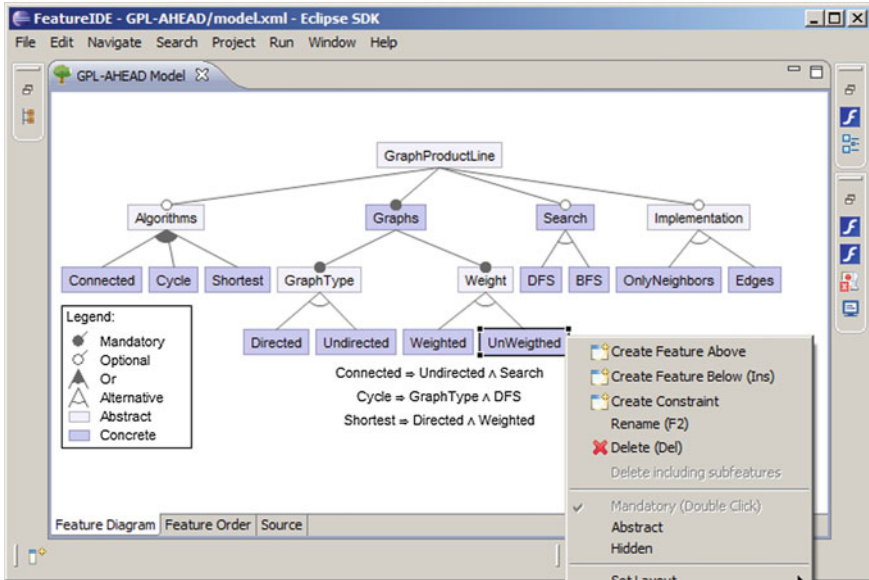 FeatureIDE - GPL-AHEAD/model.xml - Eclipse SDK
File Edit Navigate Search Project Run Window Help
GPL-AHEAD Model
GraphProductLine
Algorithms Graphs Search Implementation
Connected Cycle Shortest GraphType Weight DFS BFS OnlyNeighbors Edges
Directed Undirected Weighted UnWeigthed
Legend:
Mandatory
Optional
Or
Alternative
Abstract
Concrete
Connected ⇒ Undirected ∧ Search
Cycle ⇒ GraphType ∧ DFS
Shortest ⇒ Directed ∧ Weighted
Create Feature Above
Create Feature Below (Ins)
Create Constraint
Rename (F2)
Delete (Del)
Delete including subfeatures
Mandatory (Double Click)
Abstract
Hidden
Set Layout
Feature Diagram Feature Order Source